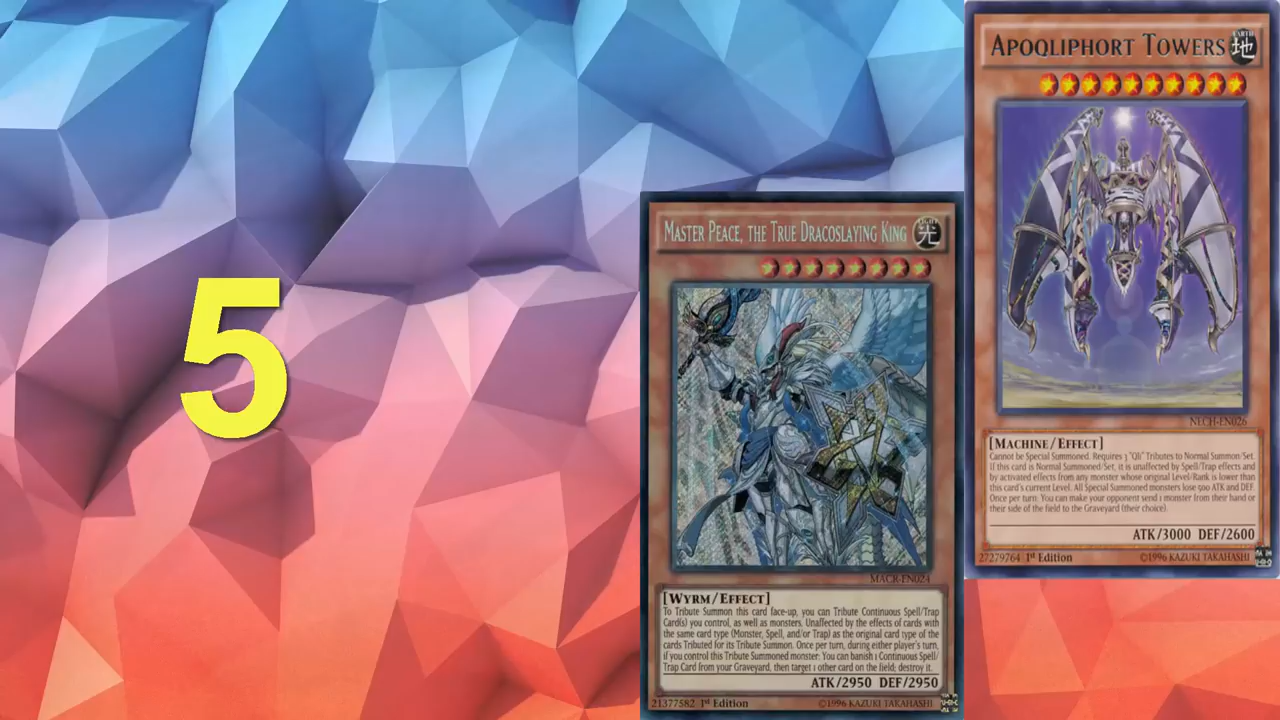 5
MASTER PEACE, THE TRUE DRACOSLAYING KING
LIGHT
光
MACR-EN024
[WYRM/EFFECT]
To Tribute Summon this card face-up, you can Tribute Continuous Spell/Trap
Card(s) you control, as well as monsters. Unaffected by the effects of cards with
the same card type (Monster, Spell, and/or Trap) as the original card type of the
cards Tributed for its Tribute Summon. Once per turn, during either player's turn,
if you control this Tribute Summoned monster: You can banish 1 Continuous Spell/
Trap Card from your Graveyard, then target 1 other card on the field; destroy it.
ATK/2950 DEF/2950
21377582 1st Edition ©1996 KAZUKI TAKAHASHI
APOQLIPHORT TOWERS
EARTH
地
NECH-EN026
[MACHINE/EFFECT]
Cannot be Special Summoned. Requires 3 "Qli" Tributes to Normal Summon/Set.
If this card is Normal Summoned/Set, it is unaffected by Spell/Trap effects and
by activated effects from any monster whose original Level/Rank is lower than
this card's current Level. All Special Summoned monsters lose 500 ATK and DEF.
Once per turn: You can make your opponent send 1 monster from their hand or
their side of the field to the Graveyard (their choice).
ATK/3000 DEF/2600
27279764 1st Edition ©1996 KAZUKI TAKAHASHI